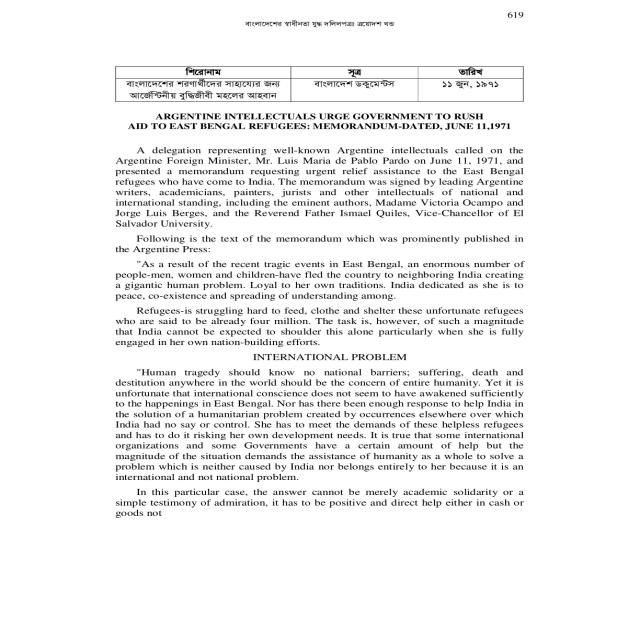 619
বাংলাদেশের স্বাধীনতা যুদ্ধ দলিলপত্রঃ ত্রয়োদশ খন্ড
শিরোনাম সূত্র তারিখ
বাংলাদেশের শরণার্থীদের সাহায্যের জন্য বাংলাদেশ ডকুমেন্টস ১১ জুন, ১৯৭১
আর্জেন্টিনীয় বুদ্ধিজীবী মহলের আহবান
ARGENTINE INTELLECTUALS URGE GOVERNMENT TO RUSH
AID TO EAST BENGAL REFUGEES: MEMORANDUM-DATED, JUNE 11,1971
A delegation representing well-known Argentine intellectuals called on the
Argentine Foreign Minister, Mr. Luis Maria de Pablo Pardo on June 11, 1971, and
presented a memorandum requesting urgent relief assistance to the East Bengal
refugees who have come to India. The memorandum was signed by leading Argentine
writers, academicians, painters, jurists and other intellectuals of national and
international standing, including the eminent authors, Madame Victoria Ocampo and
Jorge Luis Berges, and the Reverend Father Ismael Quiles, Vice-Chancellor of El
Salvador University.
Following is the text of the memorandum which was prominently published in
the Argentine Press:
"As a result of the recent tragic events in East Bengal, an enormous number of
people-men, women and children-have fled the country to neighboring India creating
a gigantic human problem. Loyal to her own traditions. India dedicated as she is to
peace, co-existence and spreading of understanding among.
Refugees-is struggling hard to feed, clothe and shelter these unfortunate refugees
who are said to be already four million. The task is, however, of such a magnitude
that India cannot be expected to shoulder this alone particularly when she is fully
engaged in her own nation-building efforts.
INTERNATIONAL PROBLEM
"Human tragedy should know no national barriers; suffering, death and
destitution anywhere in the world should be the concern of entire humanity. Yet it is
unfortunate that international conscience does not seem to have awakened sufficiently
to the happenings in East Bengal. Nor has there been enough response to help India in
the solution of a humanitarian problem created by occurrences elsewhere over which
India had no say or control. She has to meet the demands of these helpless refugees
and has to do it risking her own development needs. It is true that some international
organizations and some Governments have a certain amount of help but the
magnitude of the situation demands the assistance of humanity as a whole to solve a
problem which is neither caused by India nor belongs entirely to her because it is an
international and not national problem.
In this particular case, the answer cannot be merely academic solidarity or a
simple testimony of admiration, it has to be positive and direct help either in cash or
goods not